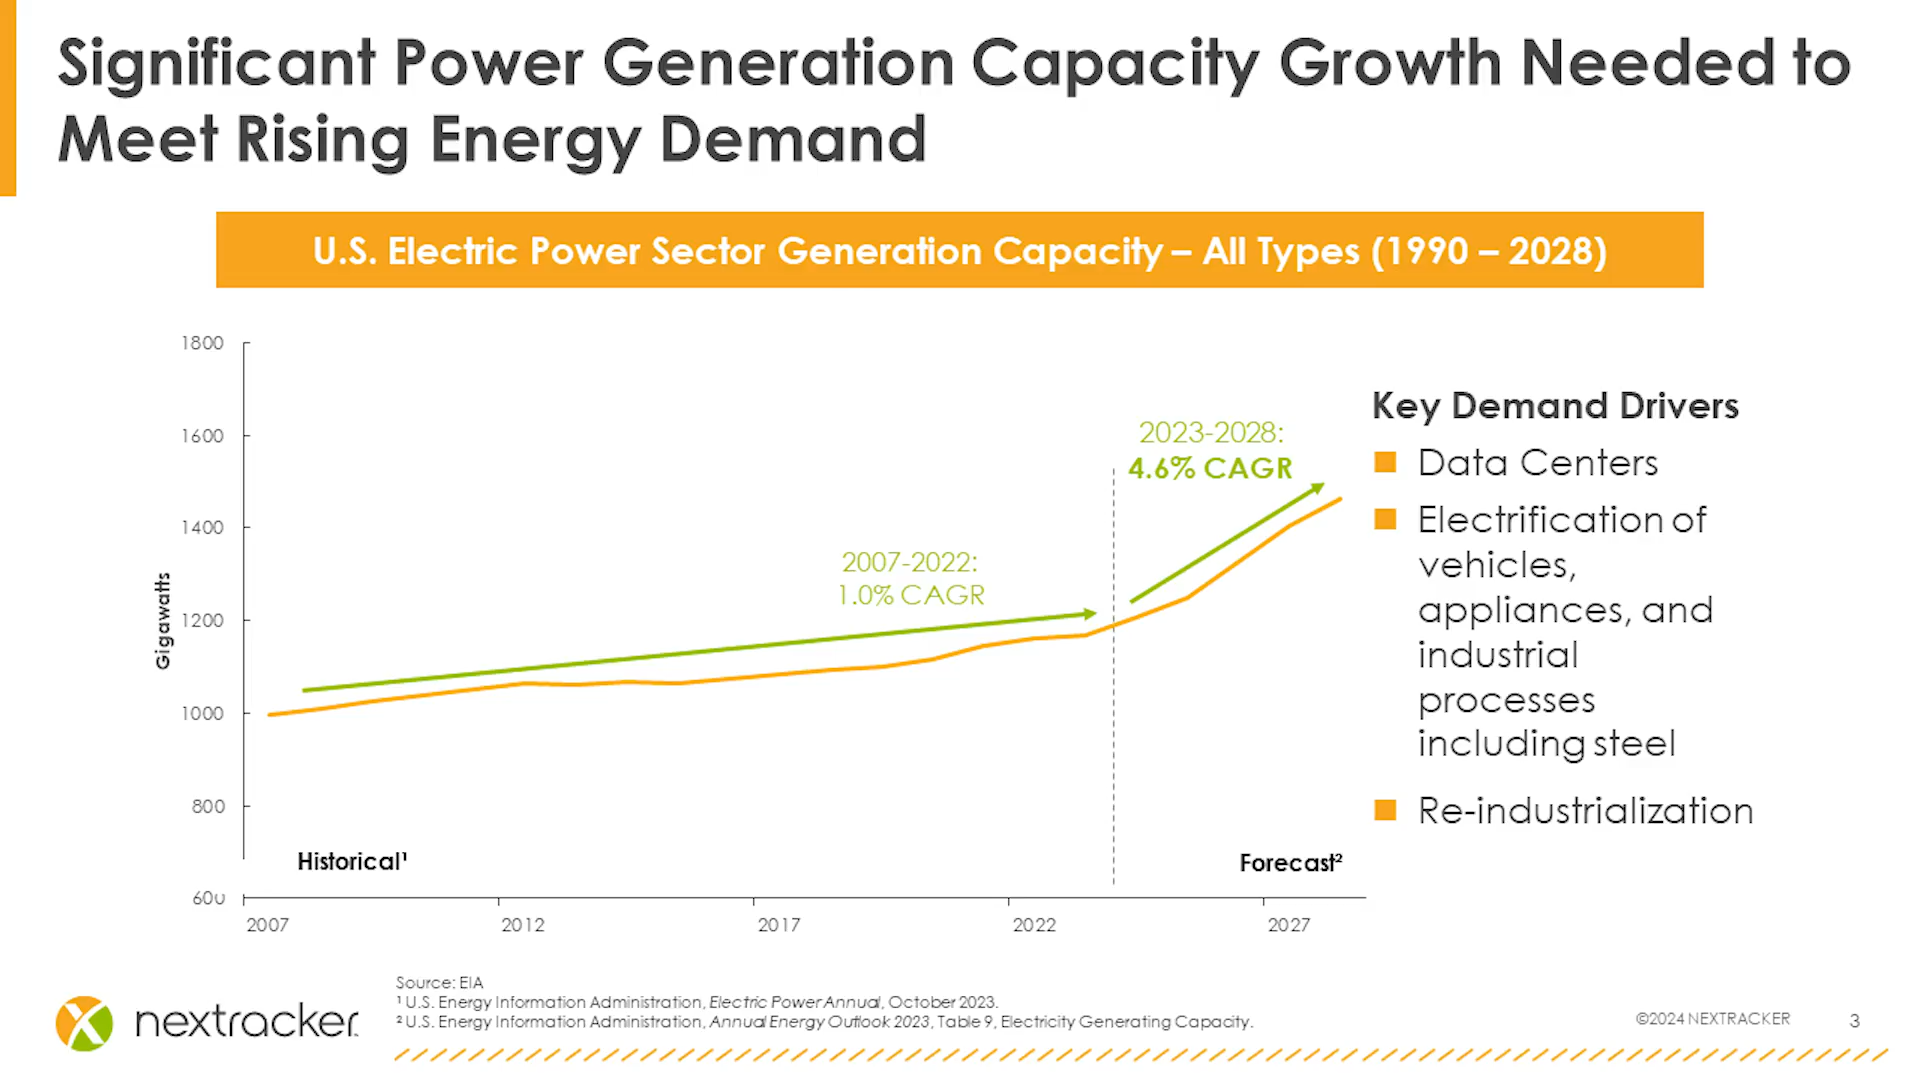 Significant Power Generation Capacity Growth Needed to
Meet Rising Energy Demand
U.S. Electric Power Sector Generation Capacity – All Types (1990 – 2028)
1800
1600
1400
1200
1000
800
600
Gigawatts
2007-2022:
1.0% CAGR
2023-2028:
4.6% CAGR
Historical¹
Forecast²
2007
2012
2017
2022
2027
Key Demand Drivers
Data Centers
Electrification of
vehicles,
appliances, and
industrial
processes
including steel
Re-industrialization
Source: EIA
¹ U.S. Energy Information Administration, Electric Power Annual, October 2023.
² U.S. Energy Information Administration, Annual Energy Outlook 2023, Table 9, Electricity Generating Capacity.
nextracker
©2024 NEXTRACKER
3